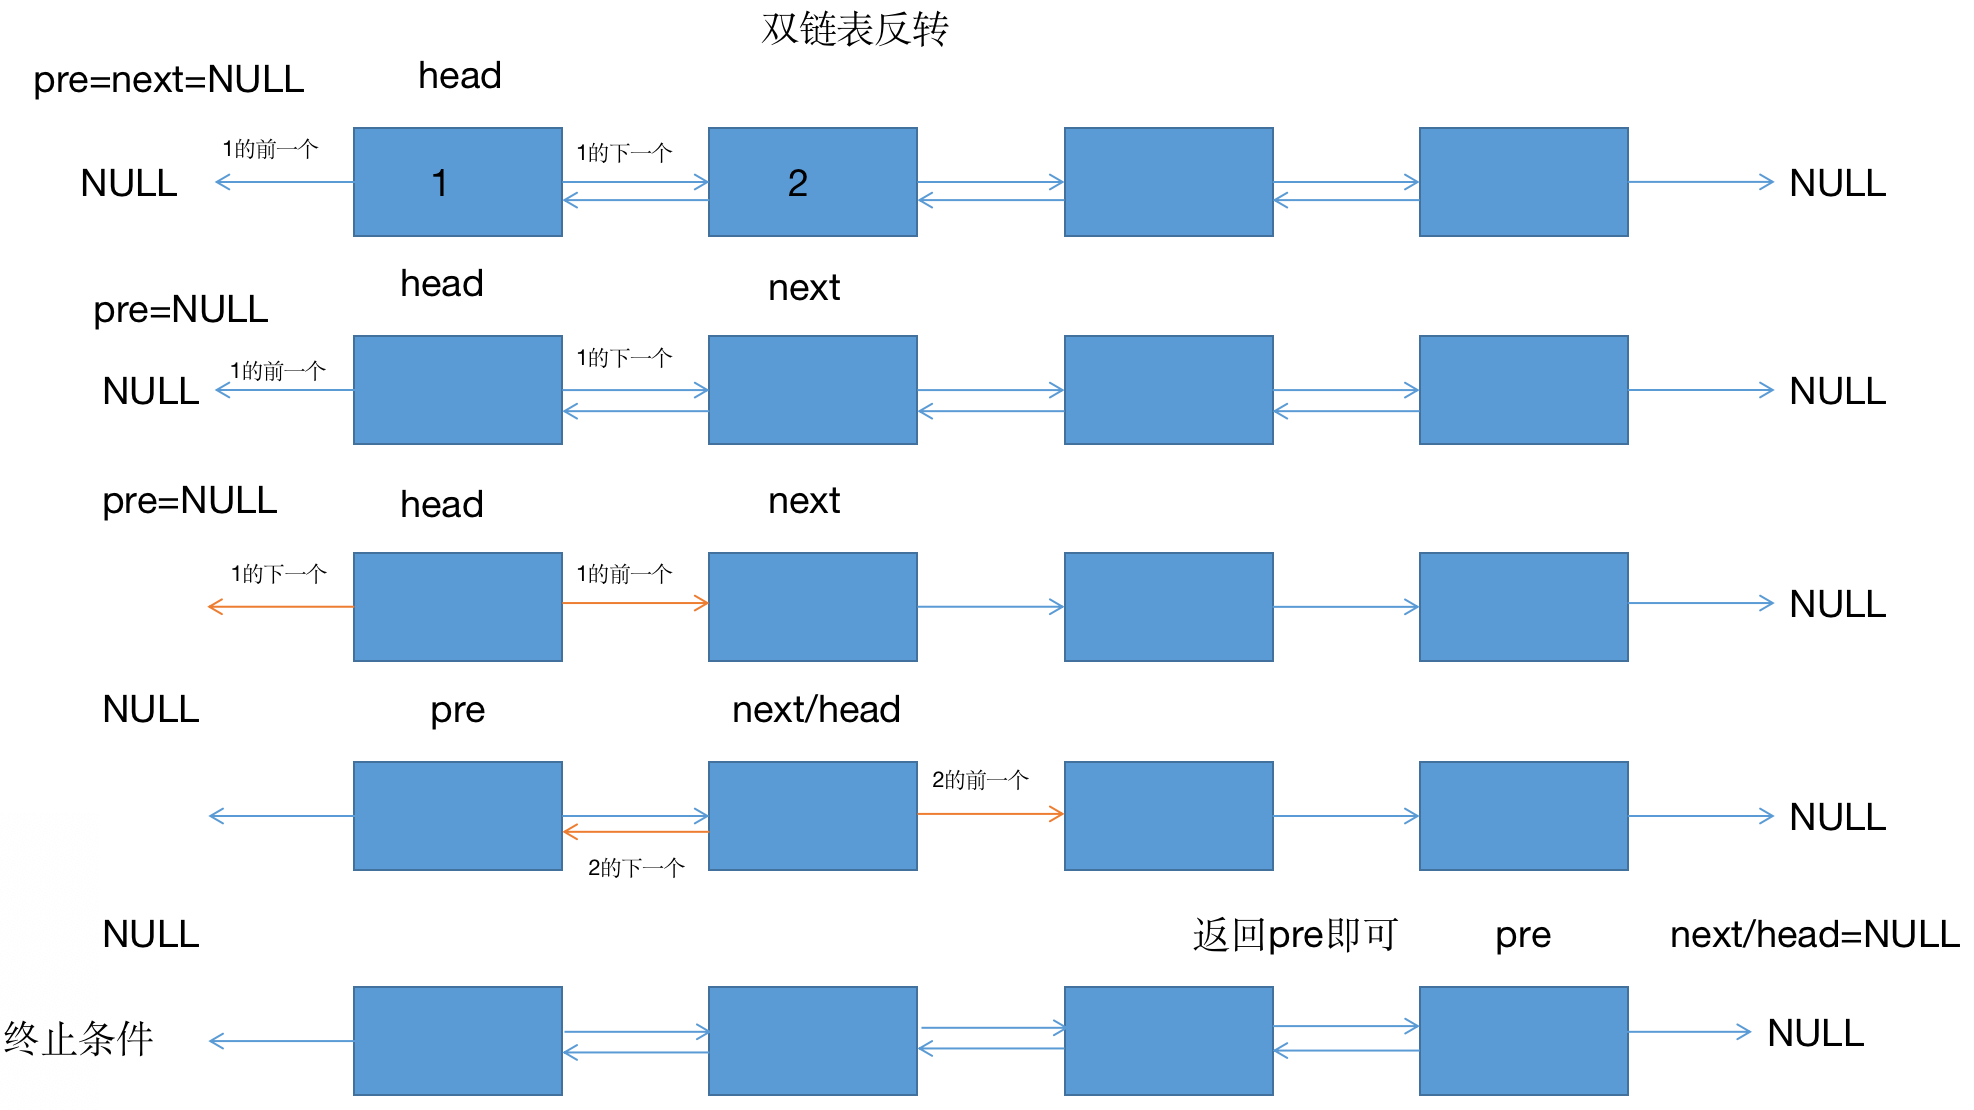 双链表反转
pre=next=NULL
head
NULL
1的前一个
1
1的下一个
2
NULL
pre=NULL
head
next
NULL
1的前一个
1的下一个
NULL
pre=NULL
head
next
1的下一个
1的前一个
NULL
NULL
pre
next/head
2的前一个
2的下一个
NULL
NULL
返回pre即可
pre
next/head=NULL
终止条件
NULL